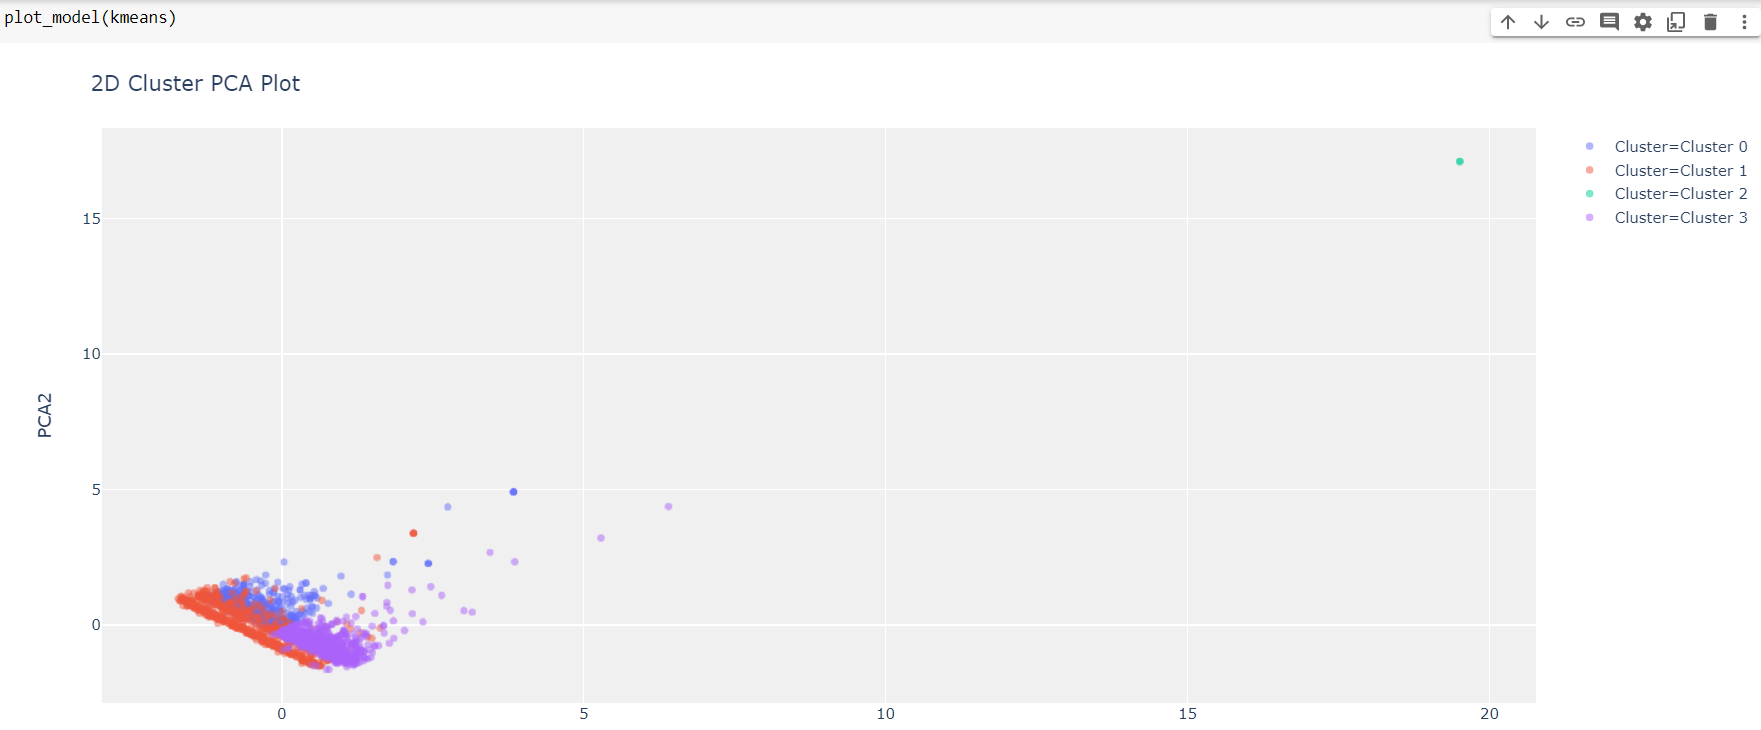 plot_model(kmeans)
2D Cluster PCA Plot
Cluster=Cluster 0
Cluster=Cluster 1
Cluster=Cluster 2
Cluster=Cluster 3
15
10
5
0
PCA2
0
5
10
15
20